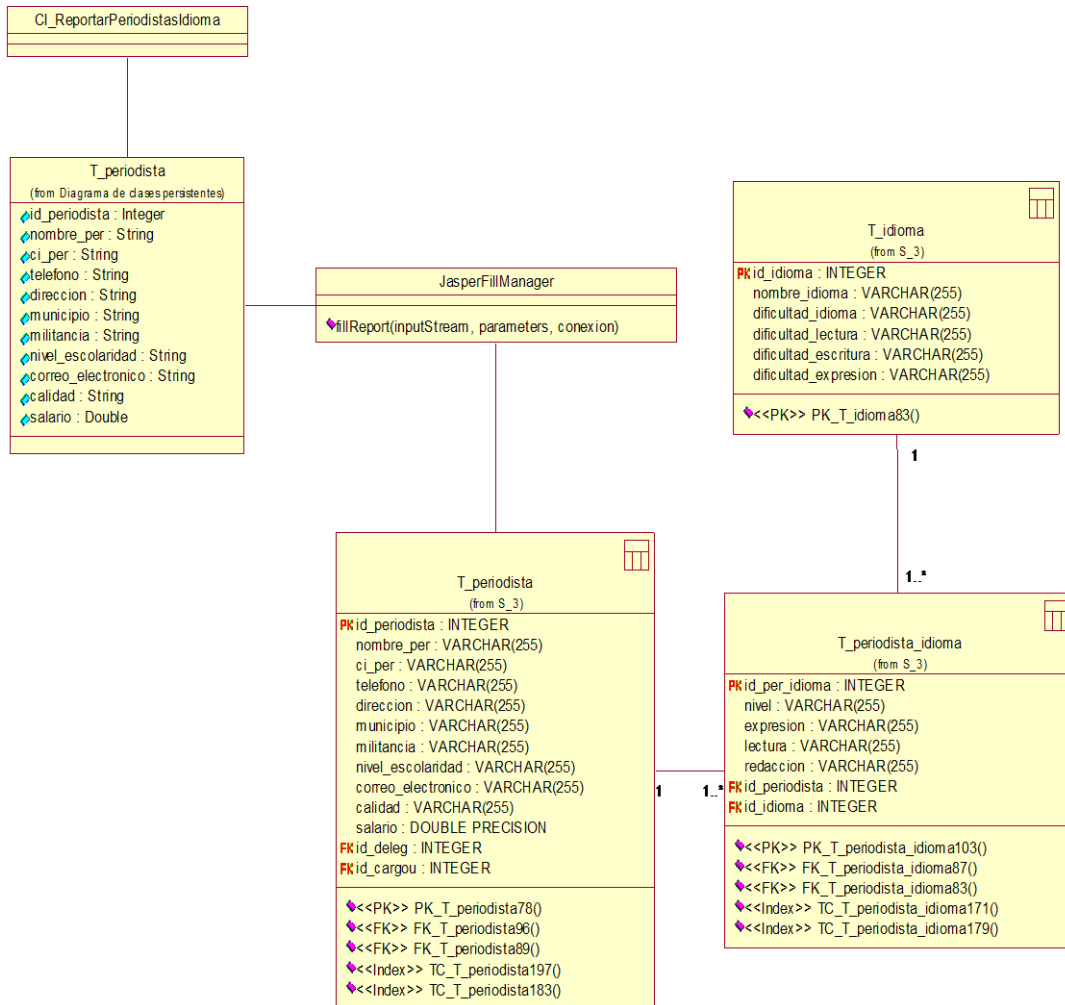 CI_ReportarPeriodistasIdioma
T_periodista
(from Diagrama de clases persistentes)
id_periodista : Integer
nombre_per : String
ci_per : String
telefono : String
direccion : String
municipio : String
militancia : String
nivel_escolaridad : String
correo_electronico : String
calidad : String
salario : Double
JasperFillManager
fillReport(inputStream, parameters, conexion)
T_idioma
(from S_3)
PK id_idioma : INTEGER
nombre_idioma : VARCHAR(255)
dificultad_idioma : VARCHAR(255)
dificultad_lectura : VARCHAR(255)
dificultad_escritura : VARCHAR(255)
dificultad_expresion : VARCHAR(255)
<<PK>> PK_T_idioma83()
1
1..*
T_periodista
(from S_3)
PK id_periodista : INTEGER
nombre_per : VARCHAR(255)
ci_per : VARCHAR(255)
telefono : VARCHAR(255)
direccion : VARCHAR(255)
municipio : VARCHAR(255)
militancia : VARCHAR(255)
nivel_escolaridad : VARCHAR(255)
correo_electronico : VARCHAR(255)
calidad : VARCHAR(255)
salario : DOUBLE PRECISION
FK id_deleg : INTEGER
FK id_cargou : INTEGER
<<PK>> PK_T_periodista78()
<<FK>> FK_T_periodista96()
<<FK>> FK_T_periodista89()
<<Index>> TC_T_periodista197()
<<Index>> TC_T_periodista183()
1
1..*
T_periodista_idioma
(from S_3)
PK id_per_idioma : INTEGER
nivel : VARCHAR(255)
expresion : VARCHAR(255)
lectura : VARCHAR(255)
redaccion : VARCHAR(255)
FK id_periodista : INTEGER
FK id_idioma : INTEGER
<<PK>> PK_T_periodista_idioma103()
<<FK>> FK_T_periodista_idioma87()
<<FK>> FK_T_periodista_idioma83()
<<Index>> TC_T_periodista_idioma171()
<<Index>> TC_T_periodista_idioma179()